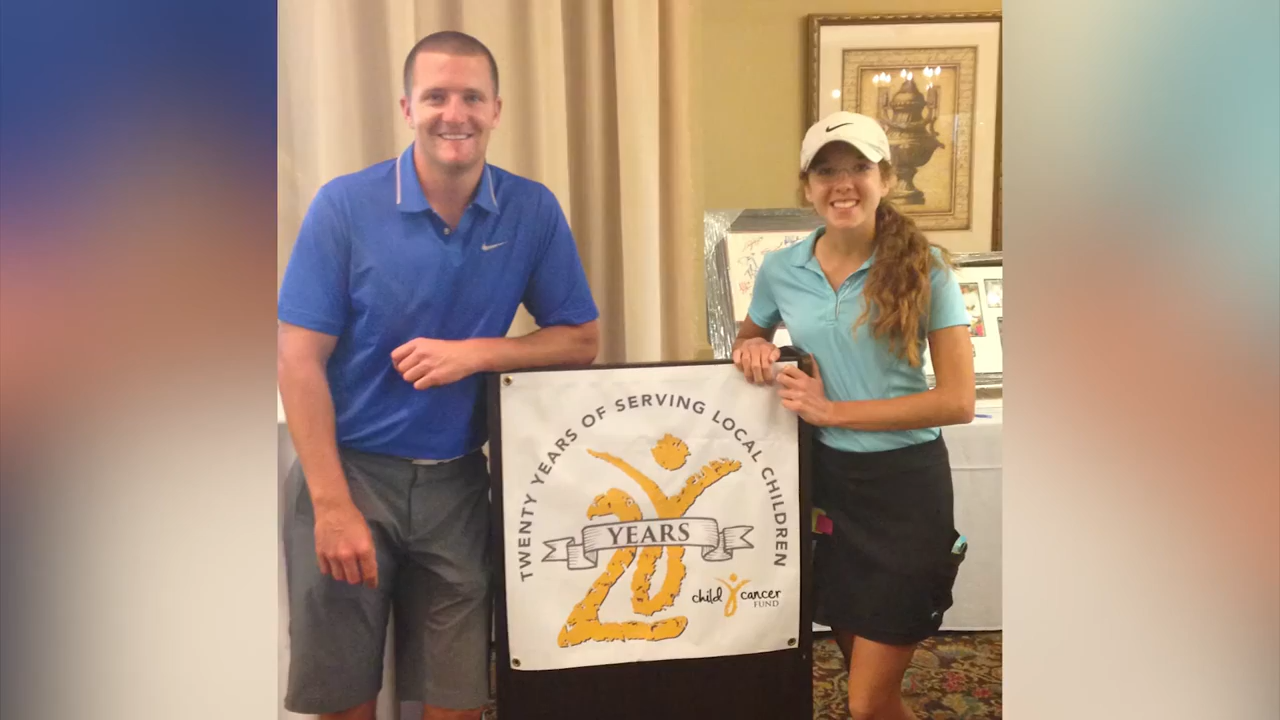 TWENTY YEARS OF SERVING LOCAL CHILDREN
20
YEARS
child cancer
FUND